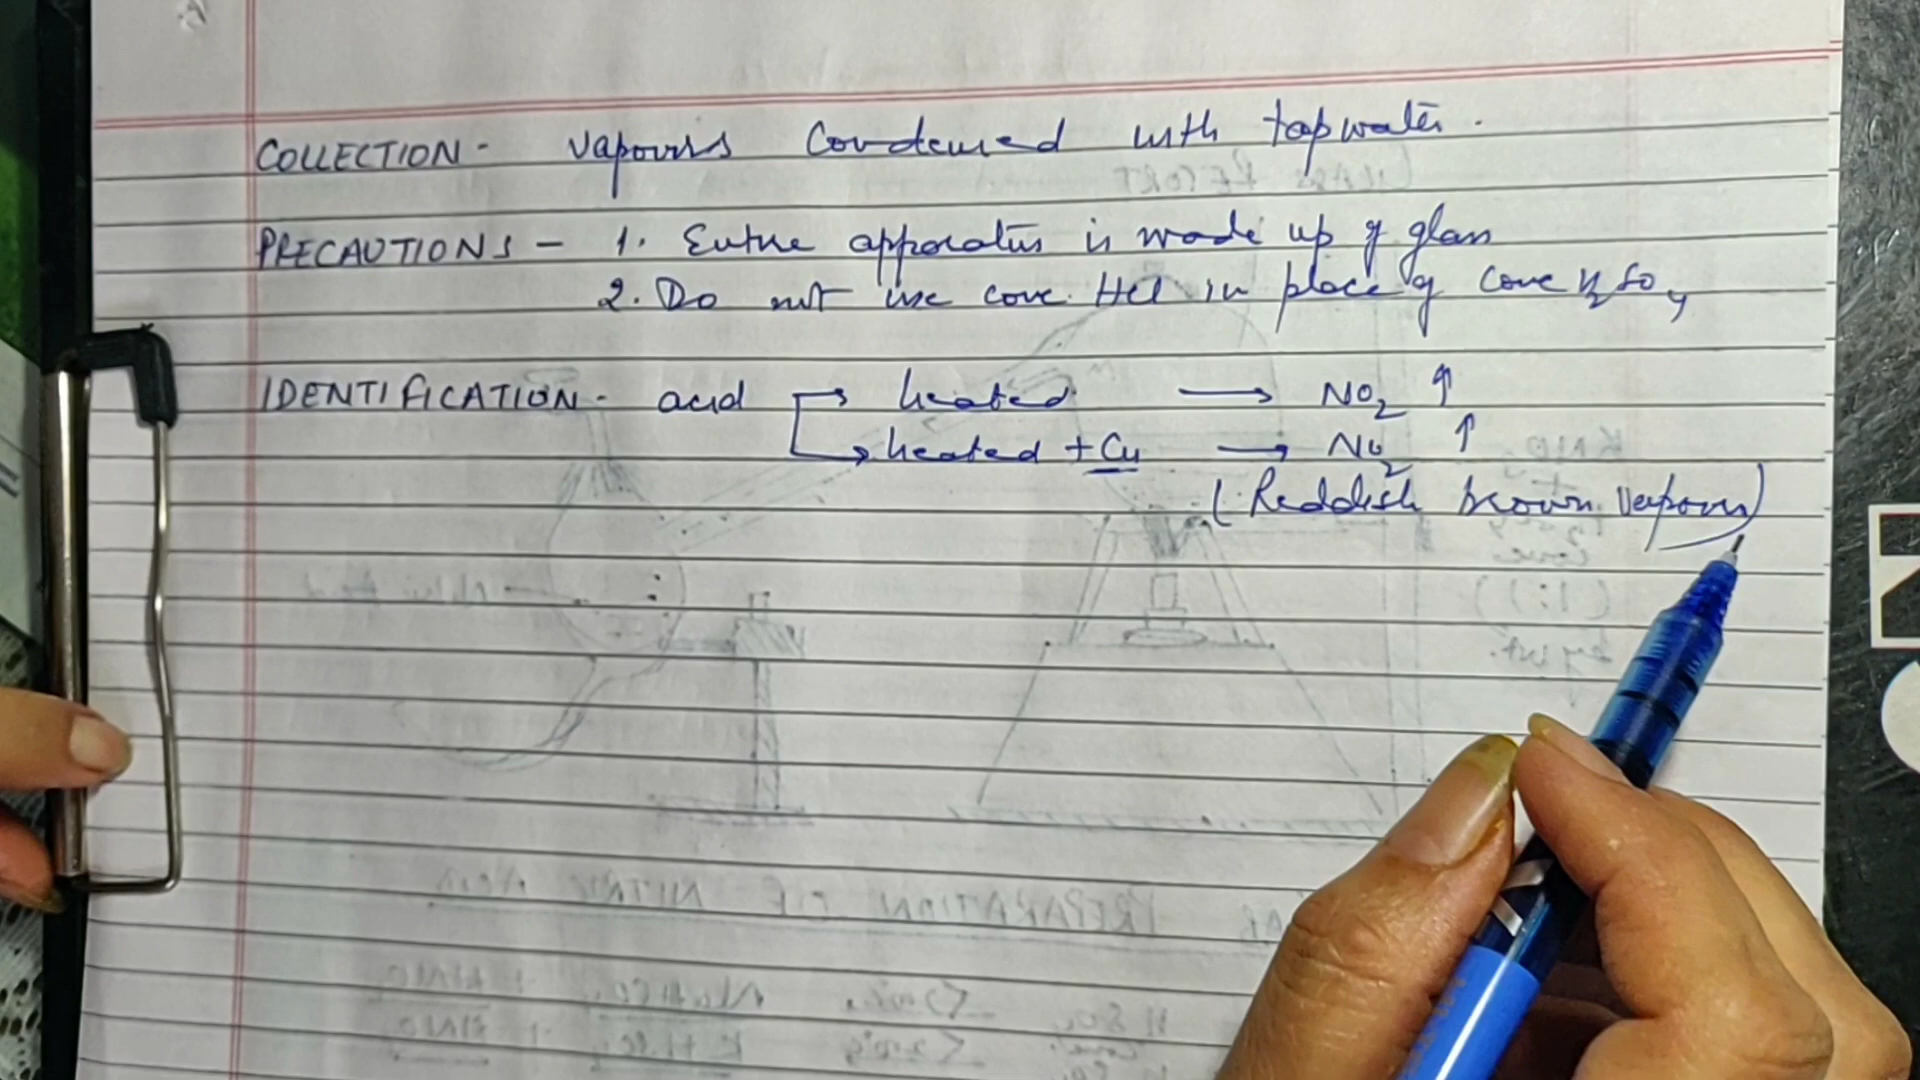 COLLECTION - vapours Condensed with tapwater.
PRECAUTIONS - 1. Entire apparatus is made up of glass
2. Do not use conc. HCl in place of conc H2SO4
IDENTIFICATION - acid → heated → NO2 ↑
→ heated + Cu → NO2 ↑
(Reddish brown vapours)